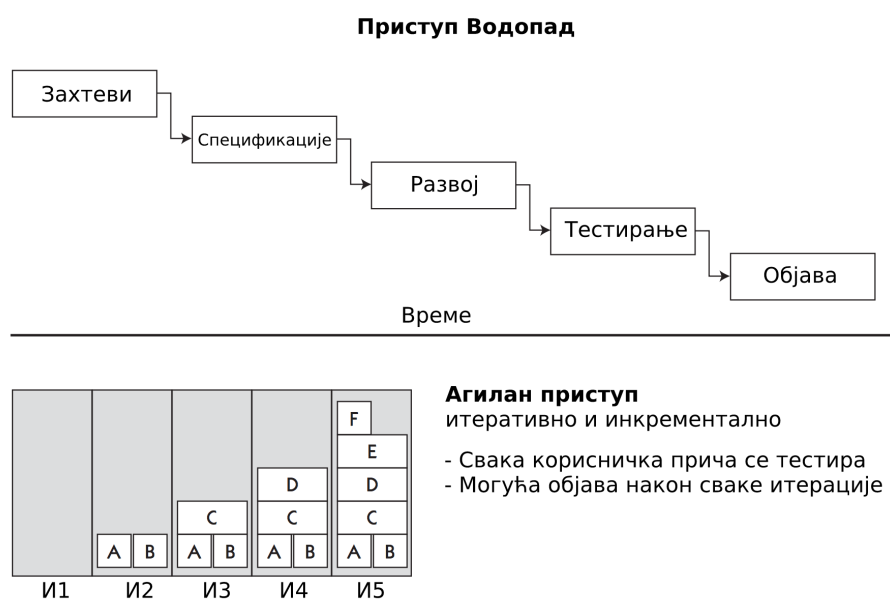 Приступ Водопад
Захтеви
Спецификације
Развој
Тестирање
Објава
Време
Агилан приступ
итеративно и инкрементално
- Свака корисничка прича се тестира
- Могућа објава након сваке итерације
F
E
D D
C C C
A B A B A B A B
И1 И2 И3 И4 И5